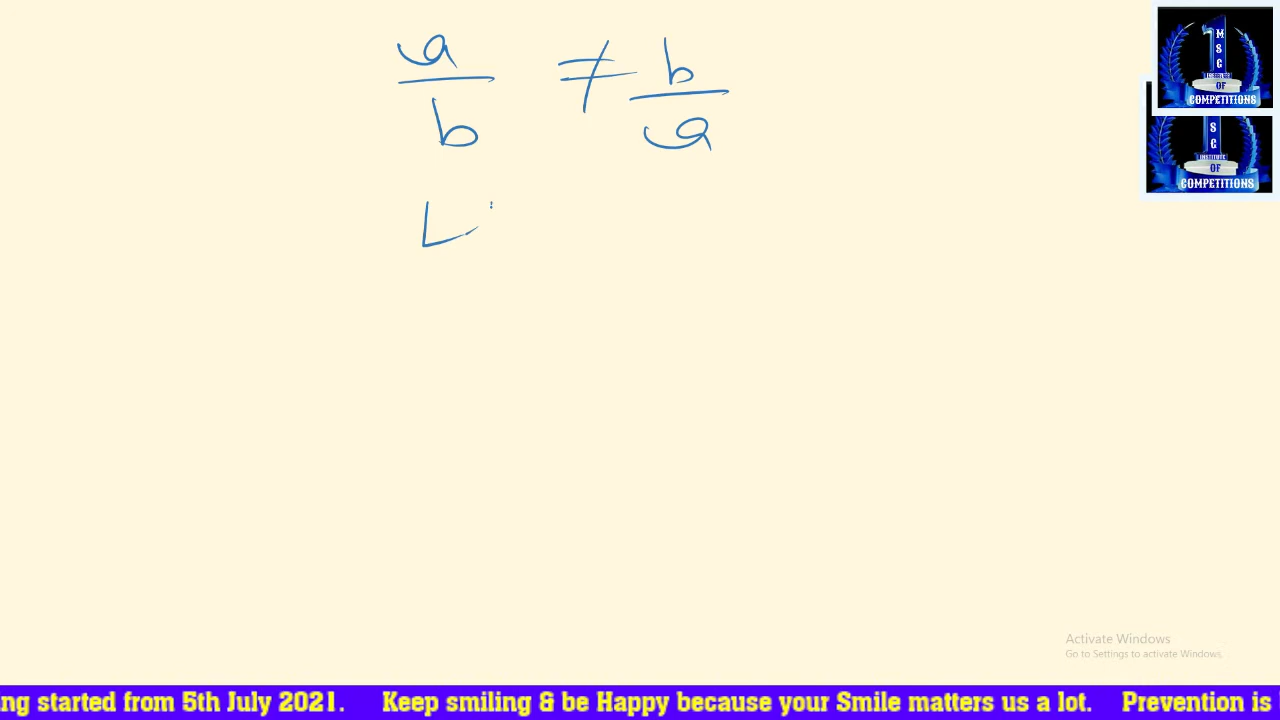 a/b ≠ b/a
L
1
M
S
G
INSTITUTE
OF
COMPETITIONS
S
G
INSTITUTE
OF
COMPETITIONS
Activate Windows
Go to Settings to activate Windows.
ng started from 5th July 2021. Keep smiling & be Happy because your Smile matters us a lot. Prevention is